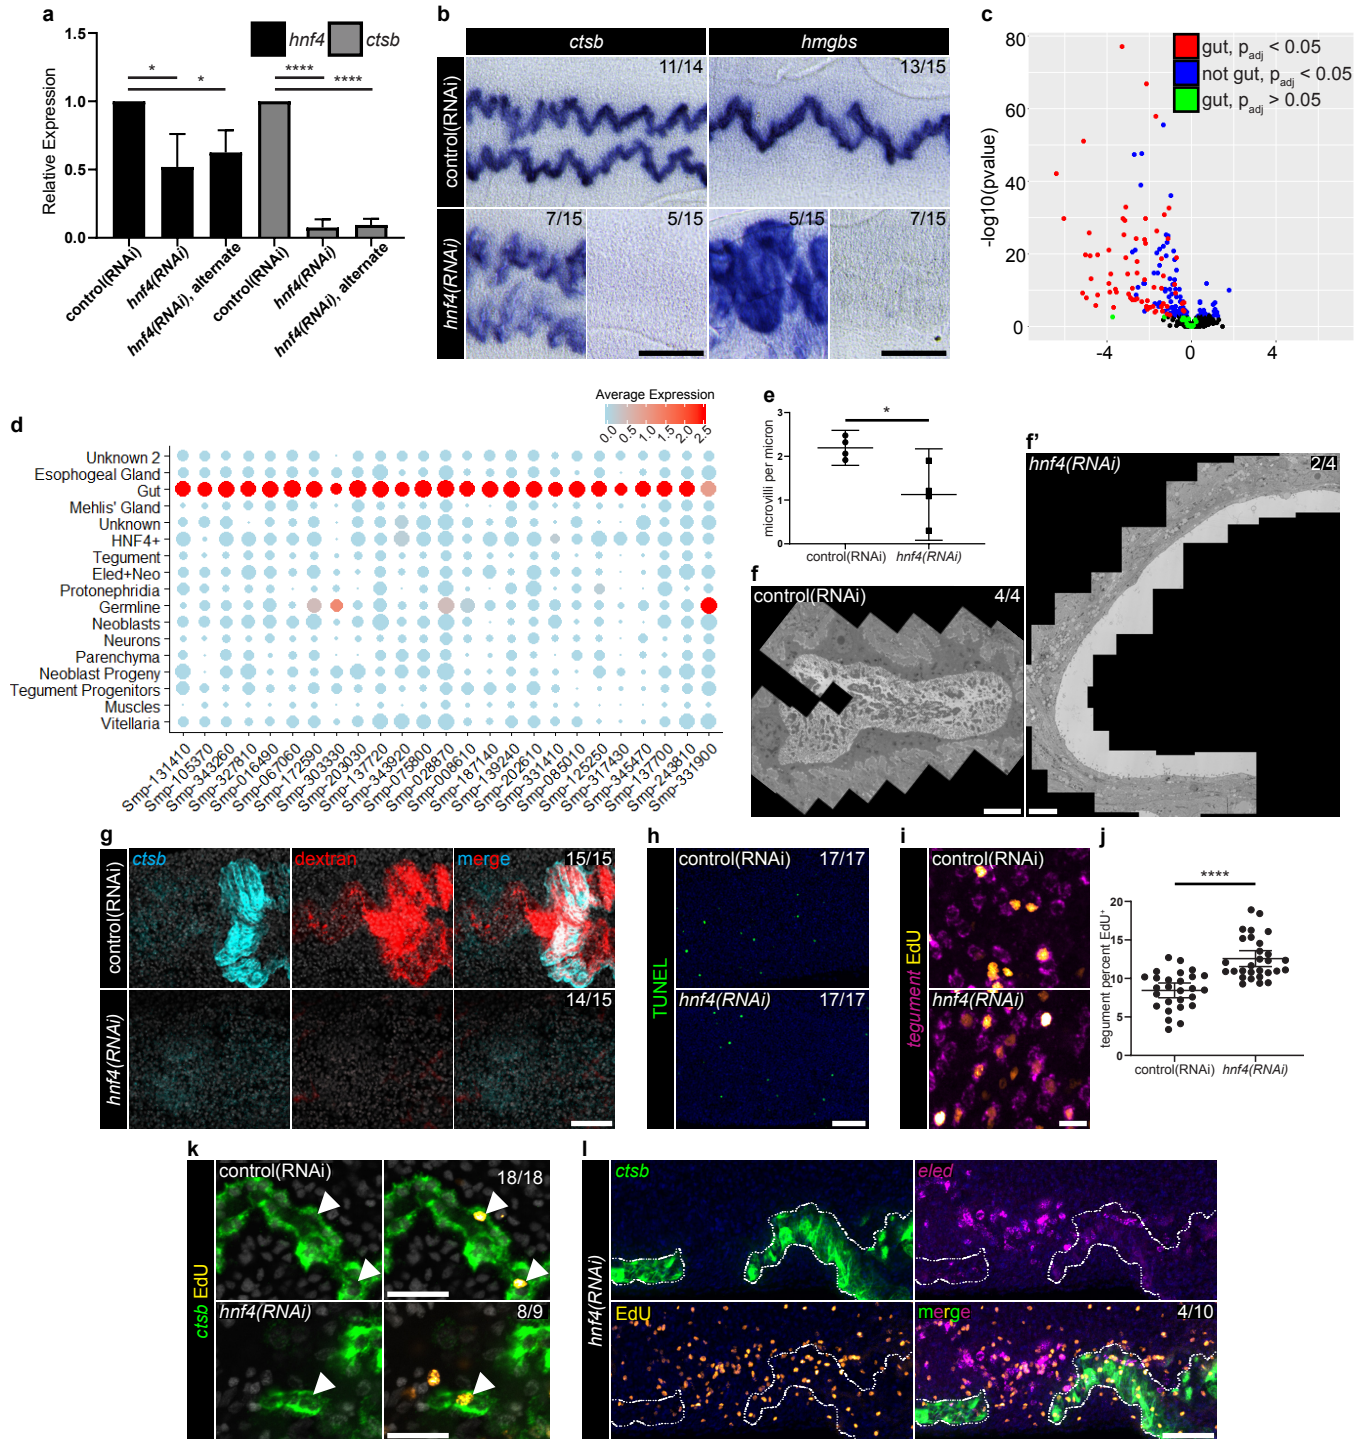 a
1.5
1.0
0.5
0.0
Relative Expression
hnf4
ctsb
*
*
****
****
control(RNAi)
hnf4(RNAi)
hnf4(RNAi), alternate
control(RNAi)
hnf4(RNAi)
hnf4(RNAi), alternate
b
ctsb
hmgbs
control(RNAi)
hnf4(RNAi)
11/14
13/15
7/15
5/15
5/15
7/15
c
80
60
40
20
0
-log10(pvalue)
-4
0
4
gut, padj < 0.05
not gut, padj < 0.05
gut, padj > 0.05
d
Average Expression
0.0
0.5
1.0
1.5
2.0
2.5
Unknown 2
Esophogeal Gland
Gut
Mehlis' Gland
Unknown
HNF4+
Tegument
Eled+Neo
Protonephridia
Germline
Neoblasts
Neurons
Parenchyma
Neoblast Progeny
Tegument Progenitors
Muscles
Vitellaria
Smp-131410
Smp-105370
Smp-343260
Smp-327810
Smp-016490
Smp-067060
Smp-172590
Smp-303330
Smp-203030
Smp-137720
Smp-343920
Smp-075800
Smp-028870
Smp-008610
Smp-187140
Smp-139240
Smp-202610
Smp-331410
Smp-085010
Smp-125250
Smp-317430
Smp-345470
Smp-137700
Smp-243810
Smp-331900
e
3
2
1
0
microvilli per micron
*
control(RNAi)
hnf4(RNAi)
f
control(RNAi)
4/4
f'
hnf4(RNAi)
2/4
g
ctsb
dextran
merge
15/15
control(RNAi)
hnf4(RNAi)
14/15
h
TUNEL
control(RNAi)
17/17
hnf4(RNAi)
17/17
i
tegument EdU
control(RNAi)
hnf4(RNAi)
j
****
20
15
10
5
0
tegument percent EdU+
control(RNAi)
hnf4(RNAi)
k
ctsb EdU
control(RNAi)
18/18
hnf4(RNAi)
8/9
l
hnf4(RNAi)
ctsb
eled
EdU
merge
4/10